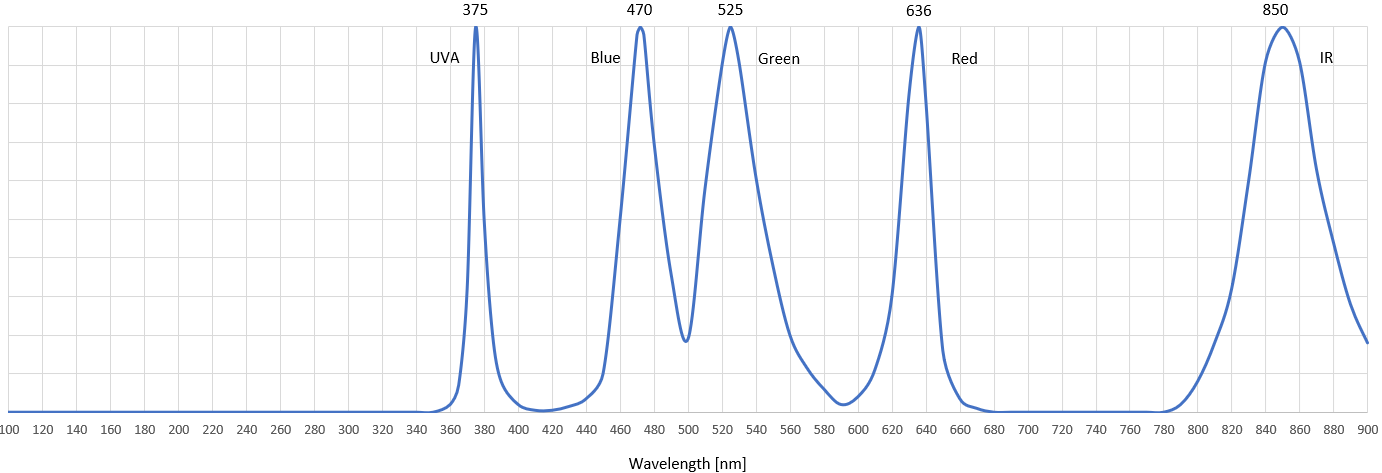 375 470 525 636 850
UVA Blue Green Red IR
100 120 140 160 180 200 220 240 260 280 300 320 340 360 380 400 420 440 460 480 500 520 540 560 580 600 620 640 660 680 700 720 740 760 780 800 820 840 860 880 900
Wavelength [nm]